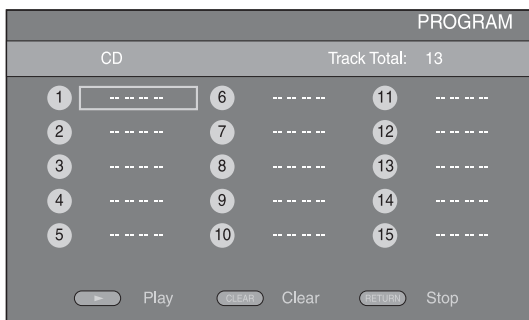 PROGRAM
CD Track Total: 13
1 -- -- -- -- 6 -- -- -- -- 11 -- -- -- --
2 -- -- -- -- 7 -- -- -- -- 12 -- -- -- --
3 -- -- -- -- 8 -- -- -- -- 13 -- -- -- --
4 -- -- -- -- 9 -- -- -- -- 14 -- -- -- --
5 -- -- -- -- 10 -- -- -- -- 15 -- -- -- --
Play CLEAR Clear RETURN Stop